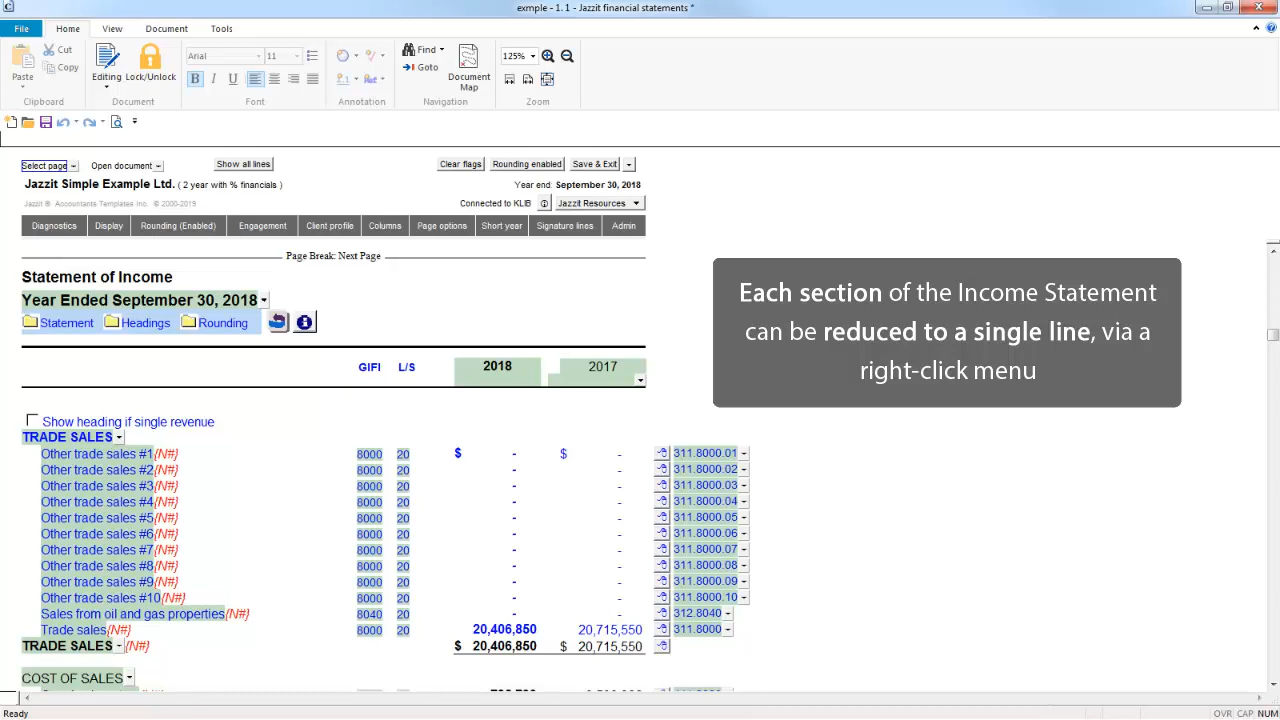 exmple - 1. 1 - Jazzit financial statements *
File Home View Document Tools
Paste Cut Copy Editing Lock/Unlock Arial 11 B I U Find Goto Document Map 125%
Clipboard Document Font Annotation Navigation Zoom
Select page Open document Show all lines Clear flags Rounding enabled Save & Exit
Jazzit Simple Example Ltd. ( 2 year with % financials ) Year end: September 30, 2018
Jazzit ® Accountants Templates Inc. © 2000-2019 Connected to KLIB Jazzit Resources
Diagnostics Display Rounding (Enabled) Engagement Client profile Columns Page options Short year Signature lines Admin
Page Break: Next Page
Statement of Income
Year Ended September 30, 2018
Statement Headings Rounding
GIFI L/S 2018 2017
Each section of the Income Statement
can be reduced to a single line, via a
right-click menu
Show heading if single revenue
TRADE SALES
Other trade sales #1{N#} 8000 20 $ - $ - 311.8000.01
Other trade sales #2{N#} 8000 20 - - 311.8000.02
Other trade sales #3{N#} 8000 20 - - 311.8000.03
Other trade sales #4{N#} 8000 20 - - 311.8000.04
Other trade sales #5{N#} 8000 20 - - 311.8000.05
Other trade sales #6{N#} 8000 20 - - 311.8000.06
Other trade sales #7{N#} 8000 20 - - 311.8000.07
Other trade sales #8{N#} 8000 20 - - 311.8000.08
Other trade sales #9{N#} 8000 20 - - 311.8000.09
Other trade sales #10{N#} 8000 20 - - 311.8000.10
Sales from oil and gas properties{N#} 8040 20 - - 312.8040
Trade sales{N#} 8000 20 20,406,850 20,715,550 311.8000
TRADE SALES {N#} $ 20,406,850 $ 20,715,550
COST OF SALES
Ready OVR CAP NUM